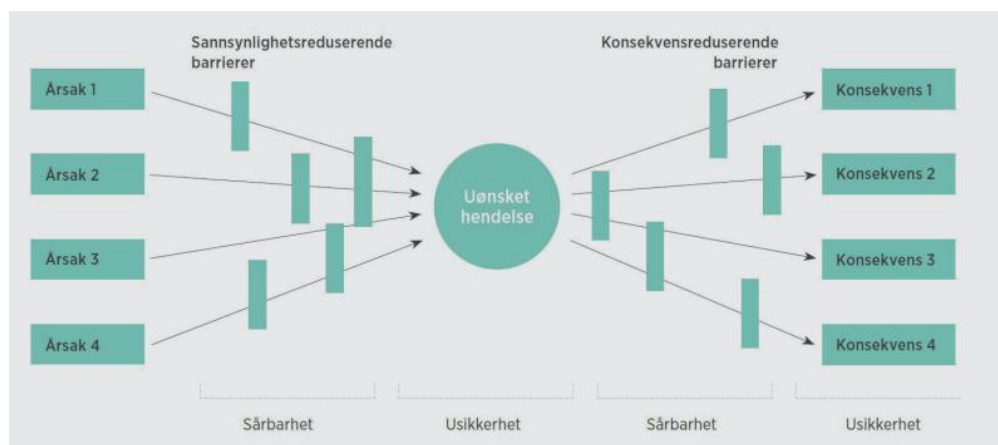 Sannsynlighetsreduserende
barrierer
Konsekvensreduserende
barrierer
Årsak 1
Konsekvens 1
Årsak 2
Konsekvens 2
Uønsket
hendelse
Årsak 3
Konsekvens 3
Årsak 4
Konsekvens 4
Sårbarhet
Usikkerhet
Sårbarhet
Usikkerhet